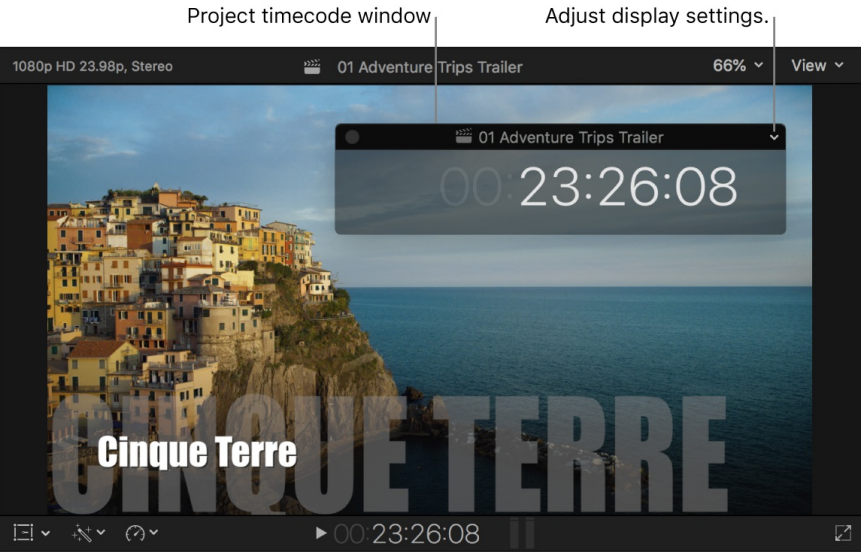 Project timecode window
Adjust display settings.
1080p HD 23.98p, Stereo
01 Adventure Trips Trailer
66%
View
01 Adventure Trips Trailer
00:23:26:08
CINQUE TERRE
Cinque Terre
00:23:26:08